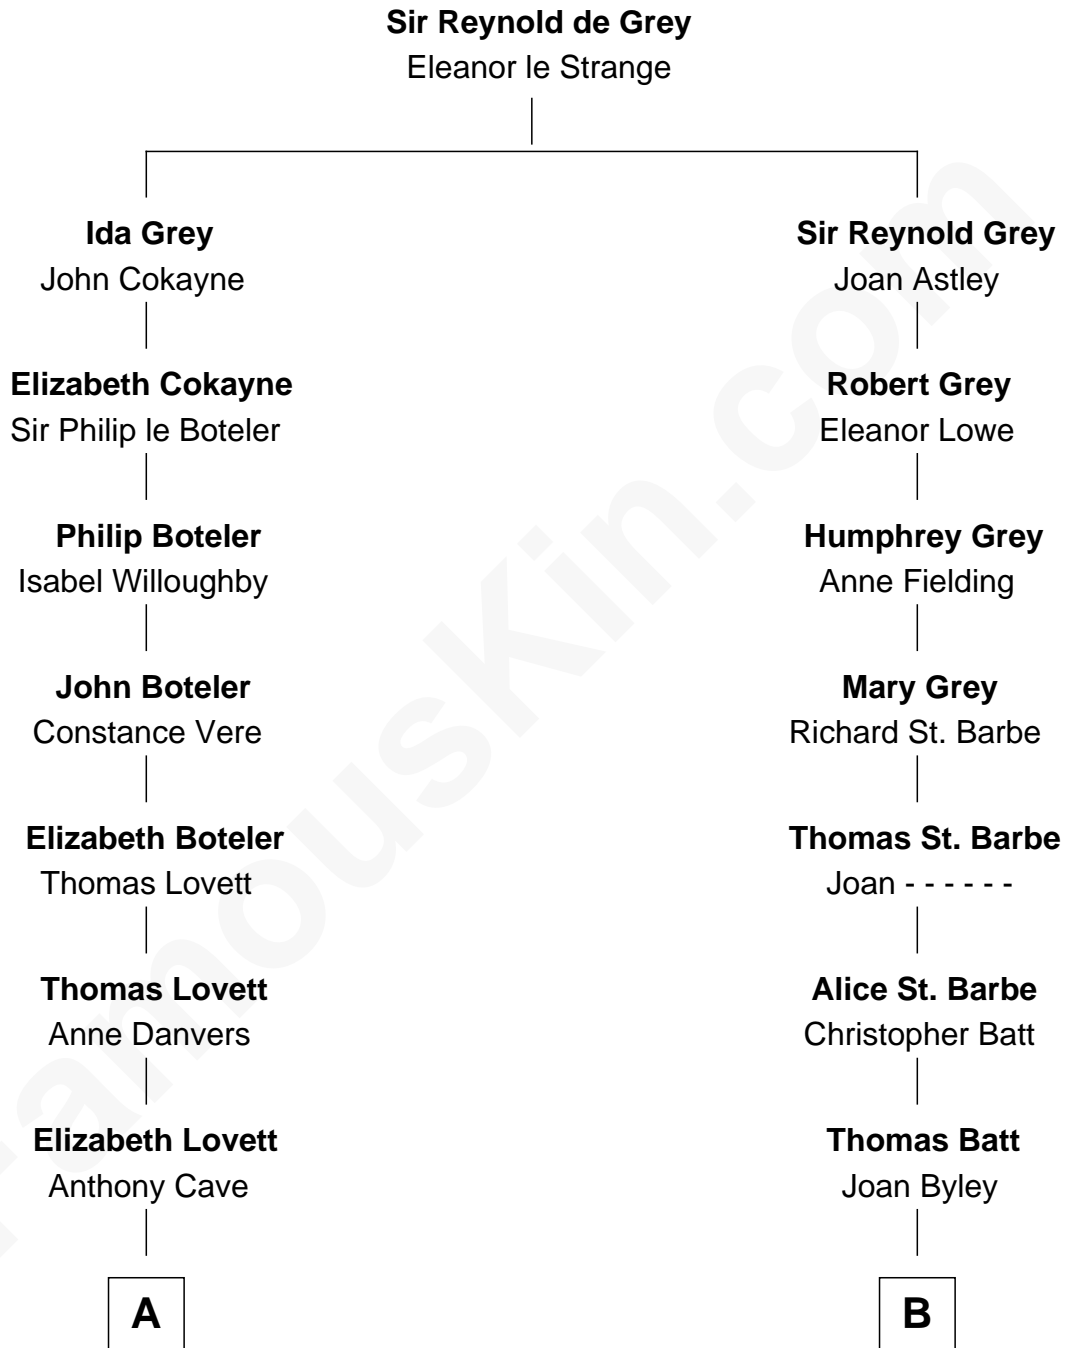 Sir Reynold de Grey
Eleanor le Strange
Ida Grey
John Cokayne
Sir Reynold Grey
Joan Astley
Elizabeth Cokayne
Sir Philip le Boteler
Robert Grey
Eleanor Lowe
Philip Boteler
Isabel Willoughby
Humphrey Grey
Anne Fielding
John Boteler
Constance Vere
Mary Grey
Richard St. Barbe
Elizabeth Boteler
Thomas Lovett
Thomas St. Barbe
Joan - - - - - -
Thomas Lovett
Anne Danvers
Alice St. Barbe
Christopher Batt
Elizabeth Lovett
Anthony Cave
Thomas Batt
Joan Byley
A
B
FamousKin.com